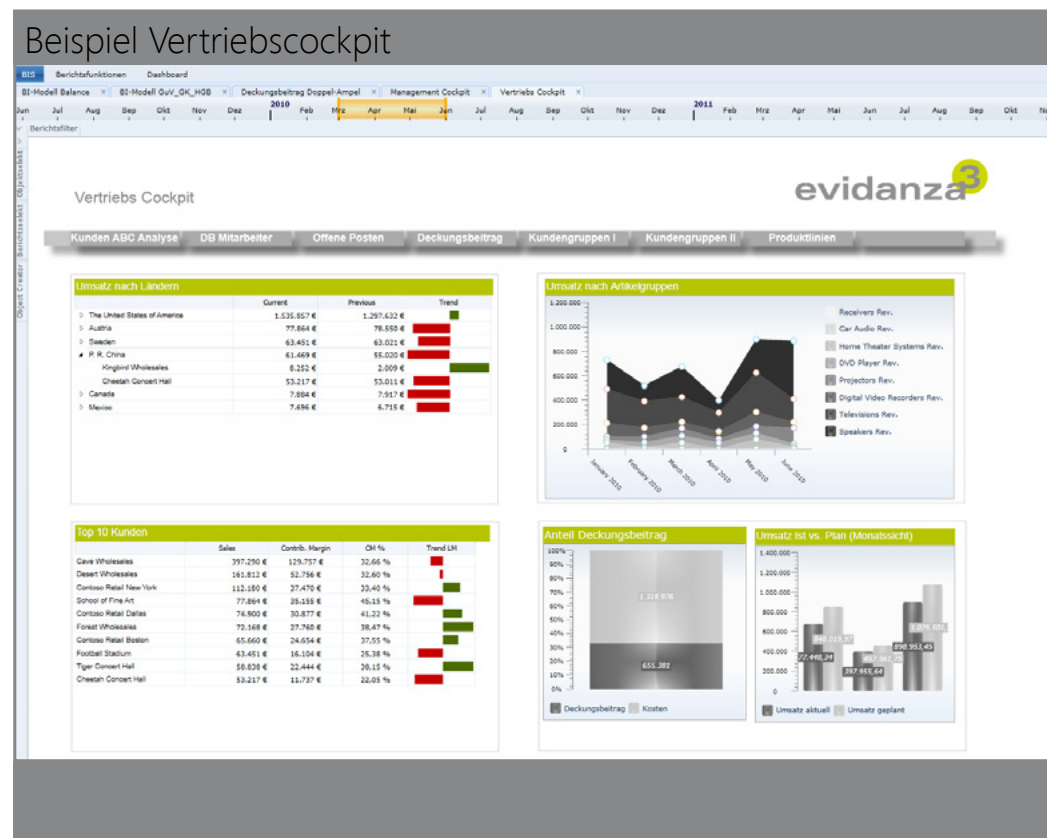 Beispiel Vertriebscockpit
BIS Berichtsfunktionen Dashboard
BI-Modell Balance × BI-Modell GuV_GK_HGB × Deckungsbeitrag Doppel-Ampel × Management Cockpit × Vertriebs Cockpit ×
Jun Jul Aug Sep Okt Nov Dez 2010 Feb Mrz Apr Mai Jun Jul Aug Sep Okt Nov Dez 2011 Feb Mrz Apr Mai Jun Jul Aug Sep Okt
Berichtsfilter
Objektselekt
Berichtsselekt
Object Creator
Vertriebs Cockpit
evidanza 3
Kunden ABC Analyse DB Mitarbeiter Offene Posten Deckungsbeitrag Kundengruppen I Kundengruppen II Produktlinien
Umsatz nach Ländern
Current Previous Trend
The United States of America 1.535.857 € 1.297.632 €
Austria 77.864 € 78.550 €
Sweden 63.451 € 63.021 €
P. R. China 61.469 € 55.020 €
Kingbird Wholesales 8.252 € 2.009 €
Cheetah Concert Hall 53.217 € 53.011 €
Canada 7.884 € 7.917 €
Mexico 7.696 € 6.715 €
Umsatz nach Artikelgruppen
1.200.000
1.000.000
800.000
600.000
400.000
200.000
0
January 2010 February 2010 March 2010 April 2010 May 2010 June 2010
Receivers Rev.
Car Audio Rev.
Home Theater Systems Rev.
DVD Player Rev.
Projectors Rev.
Digital Video Recorders Rev.
Televisions Rev.
Speakers Rev.
Top 10 Kunden
Sales Contrib. Margin CM % Trend LM
Cave Wholesales 397.290 € 129.757 € 32,66 %
Desert Wholesales 161.812 € 52.756 € 32,60 %
Contoso Retail New York 112.180 € 37.470 € 33,40 %
School of Fine Art 77.864 € 35.155 € 45,15 %
Contoso Retail Dallas 74.900 € 30.877 € 41,22 %
Forest Wholesales 72.168 € 27.760 € 38,47 %
Contoso Retail Boston 65.660 € 24.654 € 37,55 %
Football Stadium 63.451 € 16.104 € 25,38 %
Tiger Concert Hall 58.838 € 22.444 € 38,15 %
Cheetah Concert Hall 53.217 € 11.737 € 22,05 %
Anteil Deckungsbeitrag
100%
90%
80%
70%
60%
50%
40%
30%
20%
10%
0%
1.318.976
655.381
Deckungsbeitrag Kosten
Umsatz Ist vs. Plan (Monatssicht)
1.400.000
1.200.000
1.000.000
800.000
600.000
400.000
200.000
0
77.448,34
397.955,64
898.953,45
Umsatz aktuell Umsatz geplant